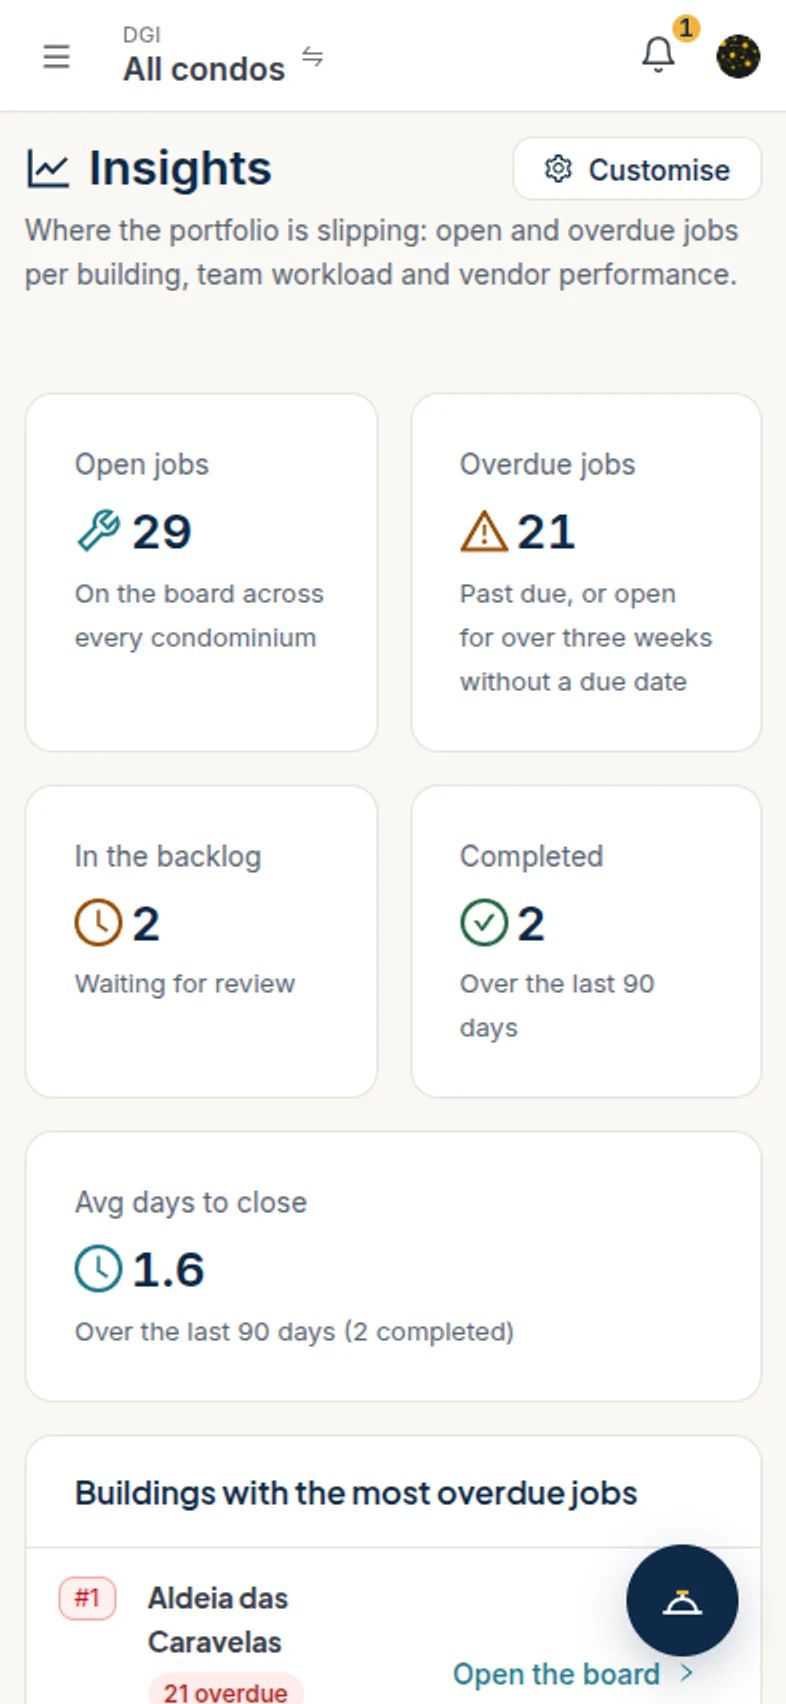 DGI
All condos
1
Insights
Customise
Where the portfolio is slipping: open and overdue jobs
per building, team workload and vendor performance.
Open jobs
29
On the board across
every condominium
Overdue jobs
21
Past due, or open
for over three weeks
without a due date
In the backlog
2
Waiting for review
Completed
2
Over the last 90
days
Avg days to close
1.6
Over the last 90 days (2 completed)
Buildings with the most overdue jobs
#1
Aldeia das
Caravelas
21 overdue
Open the board